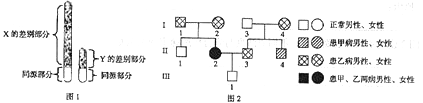 X的差别部分
Y的差别部分
同源部分
同源部分
图1
I
1
2
3
4
II
1
2
3
4
III
1
图2
正常男性、女性
患甲病男性、女性
患乙病男性、女性
患甲、乙两病男性、女性